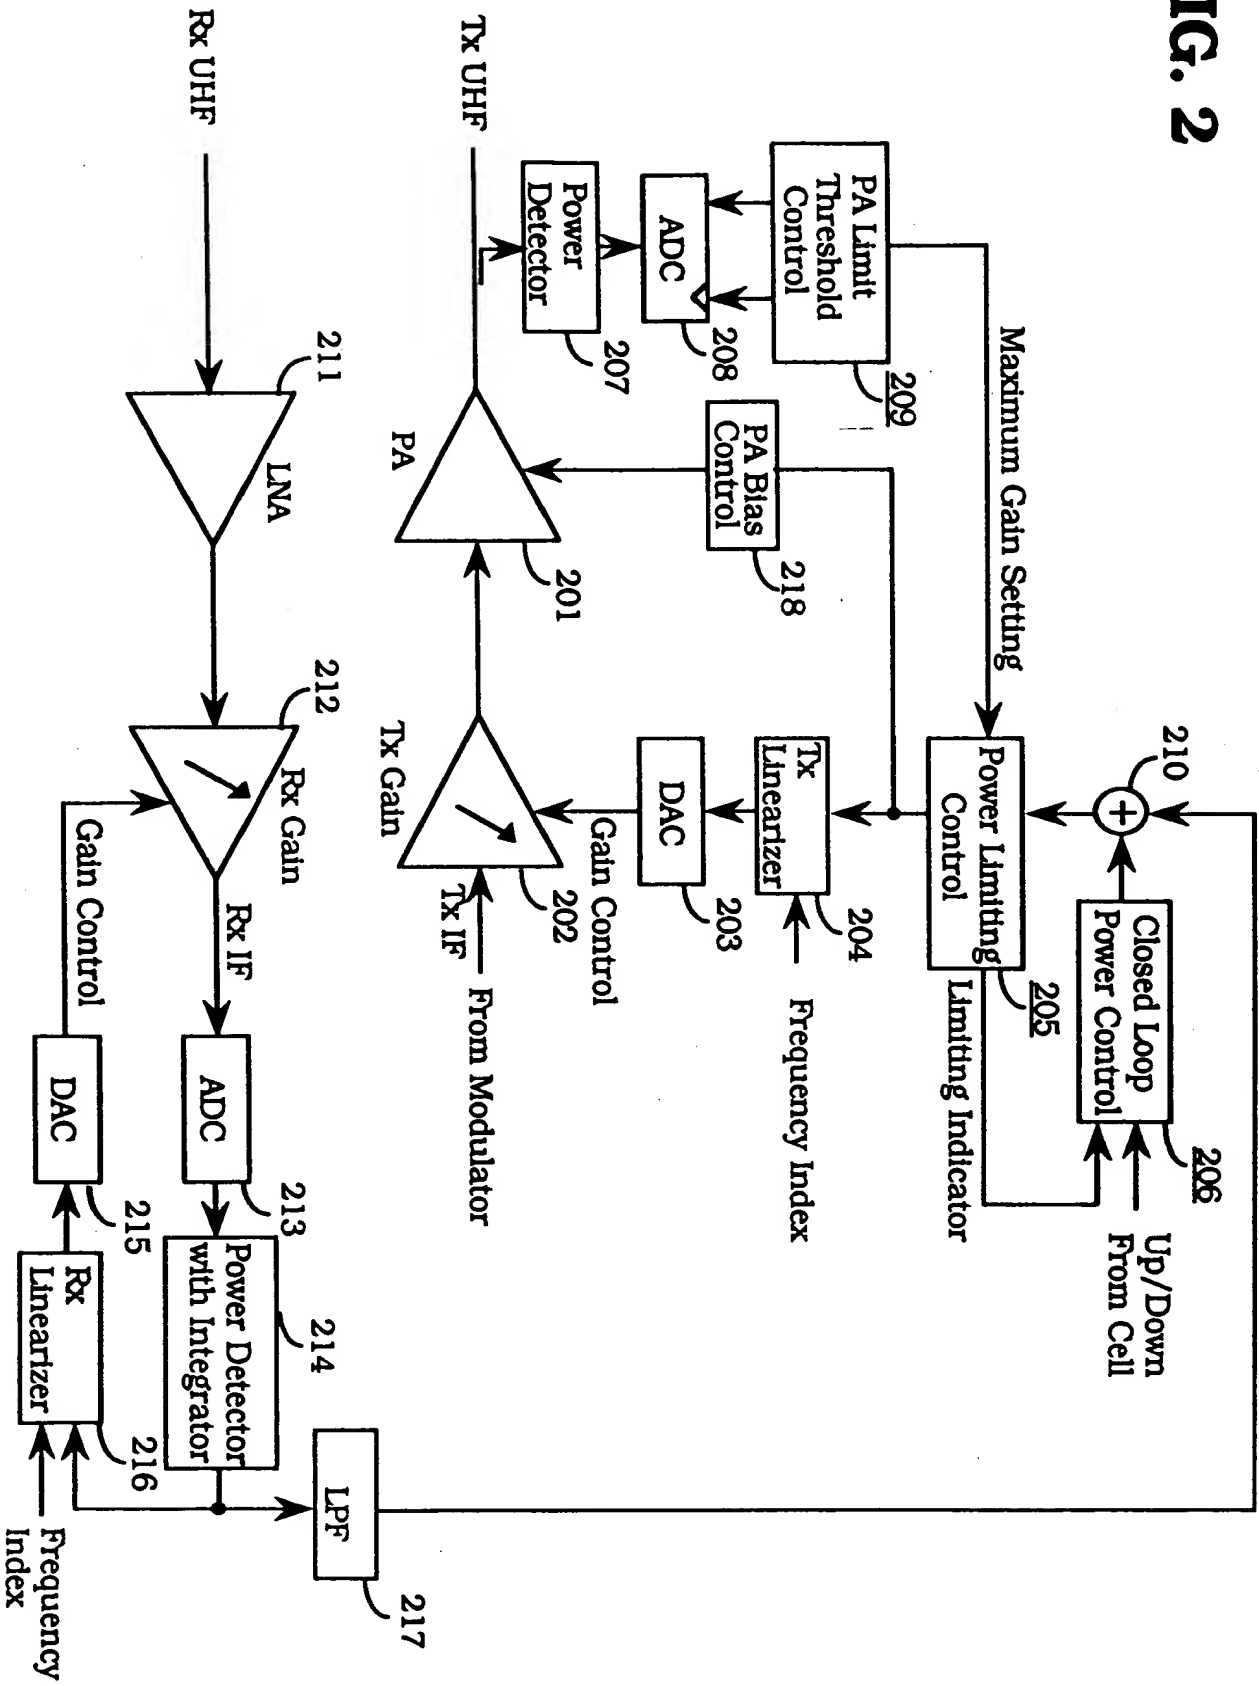 IG. 2
PA Limit
Threshold
Control
209
Maximum Gain Setting
210
Power Limiting
Control
205
Limiting Indicator
Closed Loop
Power Control
206
Up/Down
From Cell
ADC
208
Power
Detector
207
PA Bias
Control
218
Tx
Linearizer
204
Frequency Index
DAC
203
Gain Control
Tx UHF
PA
201
Tx Gain
202
Tx IF
From Modulator
Rx UHF
211
LNA
212
Rx Gain
Rx IF
ADC
213
Power Detector
with Integrator
214
LPF
217
Gain Control
DAC
215
Rx
Linearizer
216
Frequency
Index
+